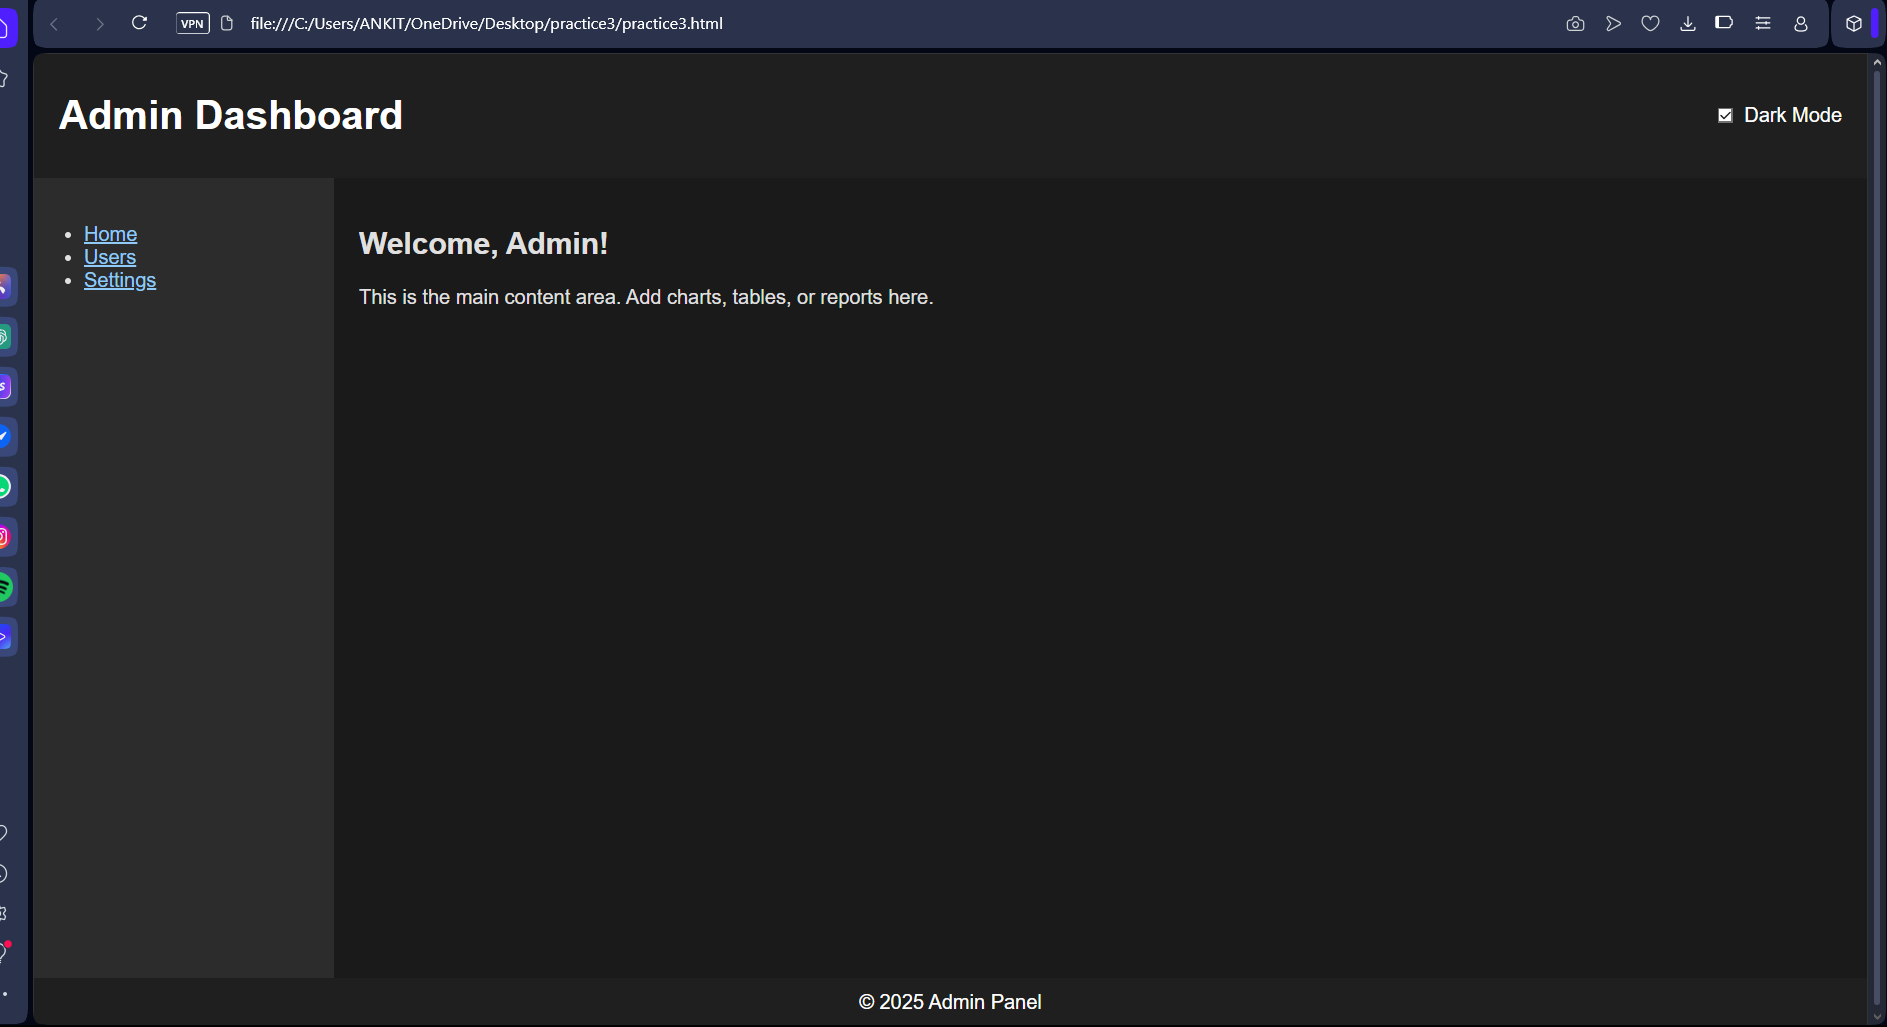 VPN file:///C:/Users/ANKIT/OneDrive/Desktop/practice3/practice3.html
Admin Dashboard
Dark Mode
Home
Users
Settings
Welcome, Admin!
This is the main content area. Add charts, tables, or reports here.
© 2025 Admin Panel